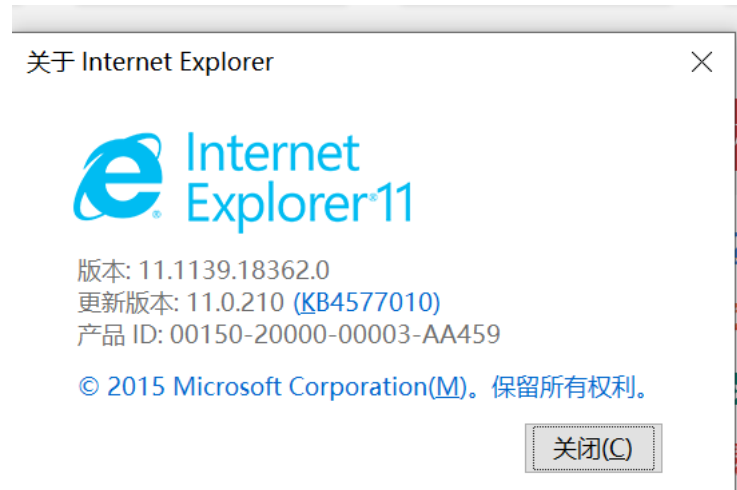 关于 Internet Explorer
Internet
Explorer®11
版本: 11.1139.18362.0
更新版本: 11.0.210 (KB4577010)
产品 ID: 00150-20000-00003-AA459
© 2015 Microsoft Corporation(M)。保留所有权利。
关闭(C)